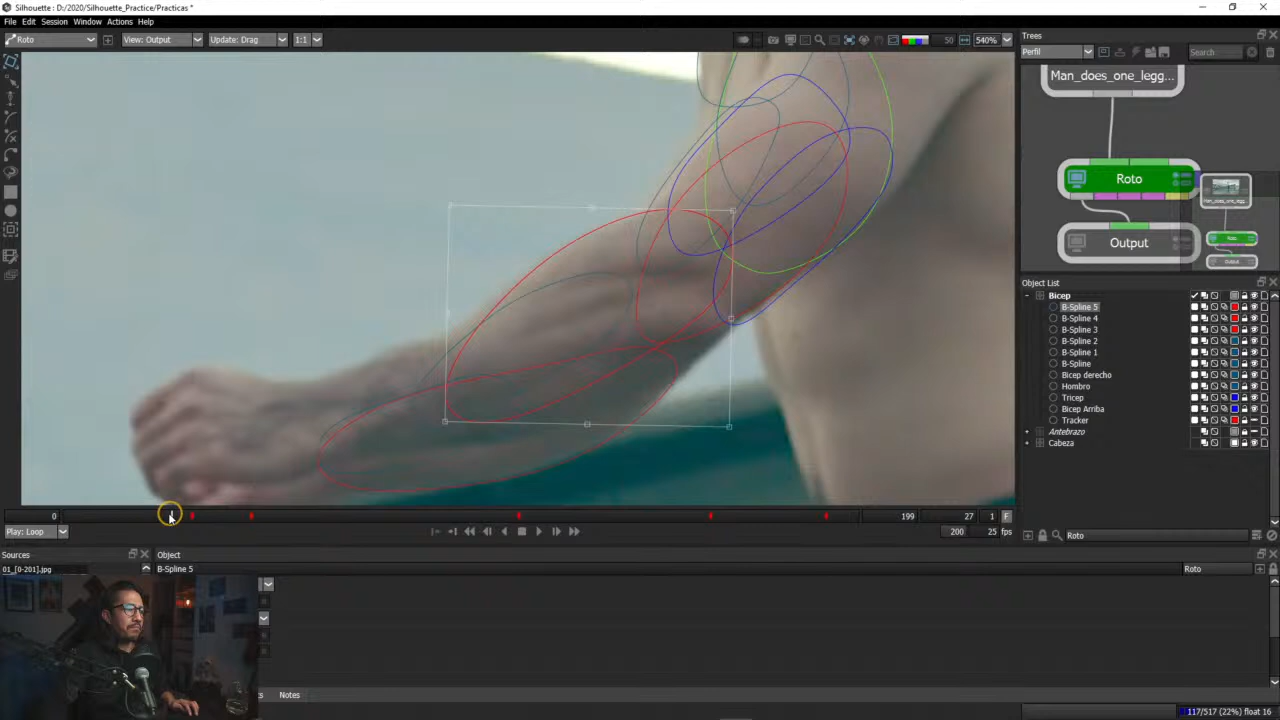 Silhouette : D:/2020/Silhouette_Practice/Practicas *
File Edit Session Window Actions Help
Roto
View: Output
Update: Drag
1:1
50
540%
Trees
Perfil
Search
Man_does_one_legg...
Roto
Output
Object List
Bicep
B-Spline 5
B-Spline 4
B-Spline 3
B-Spline 2
B-Spline 1
B-Spline
Bicep derecho
Hombro
Tricep
Bicep Arriba
Tracker
Antebrazo
Cabeza
0
199
27
1
F
Play: Loop
200
25
fps
Roto
Sources
Object
01_[0-201].jpg
B-Spline 5
Roto
Notes
117/517 (22%) float 16